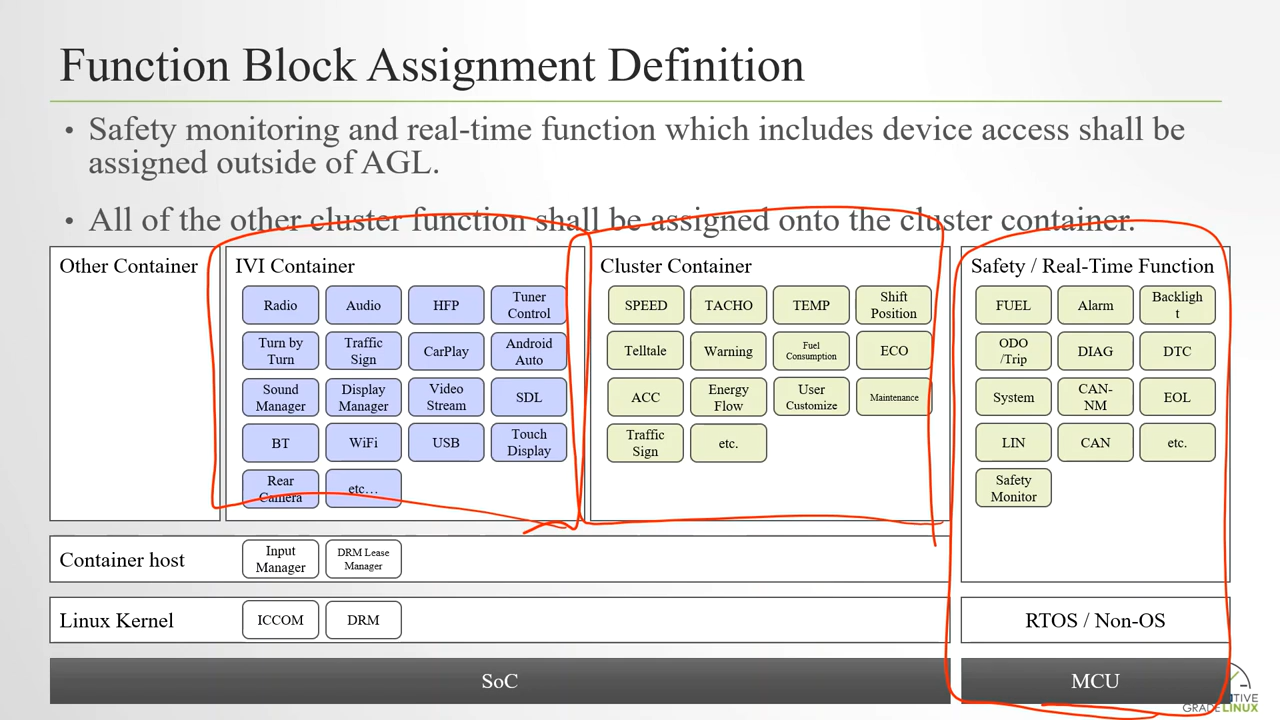 Function Block Assignment Definition
• Safety monitoring and real-time function which includes device access shall be
assigned outside of AGL.
• All of the other cluster function shall be assigned onto the cluster container.
Other Container
IVI Container
Radio
Audio
HFP
Tuner
Control
Turn by
Turn
Traffic
Sign
CarPlay
Android
Auto
Sound
Manager
Display
Manager
Video
Stream
SDL
BT
WiFi
USB
Touch
Display
Rear
Camera
etc…
Cluster Container
SPEED
TACHO
TEMP
Shift
Position
Telltale
Warning
Fuel
Consumption
ECO
ACC
Energy
Flow
User
Customize
Maintenance
Traffic
Sign
etc.
Safety / Real-Time Function
FUEL
Alarm
Backligh
t
ODO
/Trip
DIAG
DTC
System
CAN-
NM
EOL
LIN
CAN
etc.
Safety
Monitor
Container host
Input
Manager
DRM Lease
Manager
Linux Kernel
ICCOM
DRM
RTOS / Non-OS
SoC
MCU
GRADELINUX